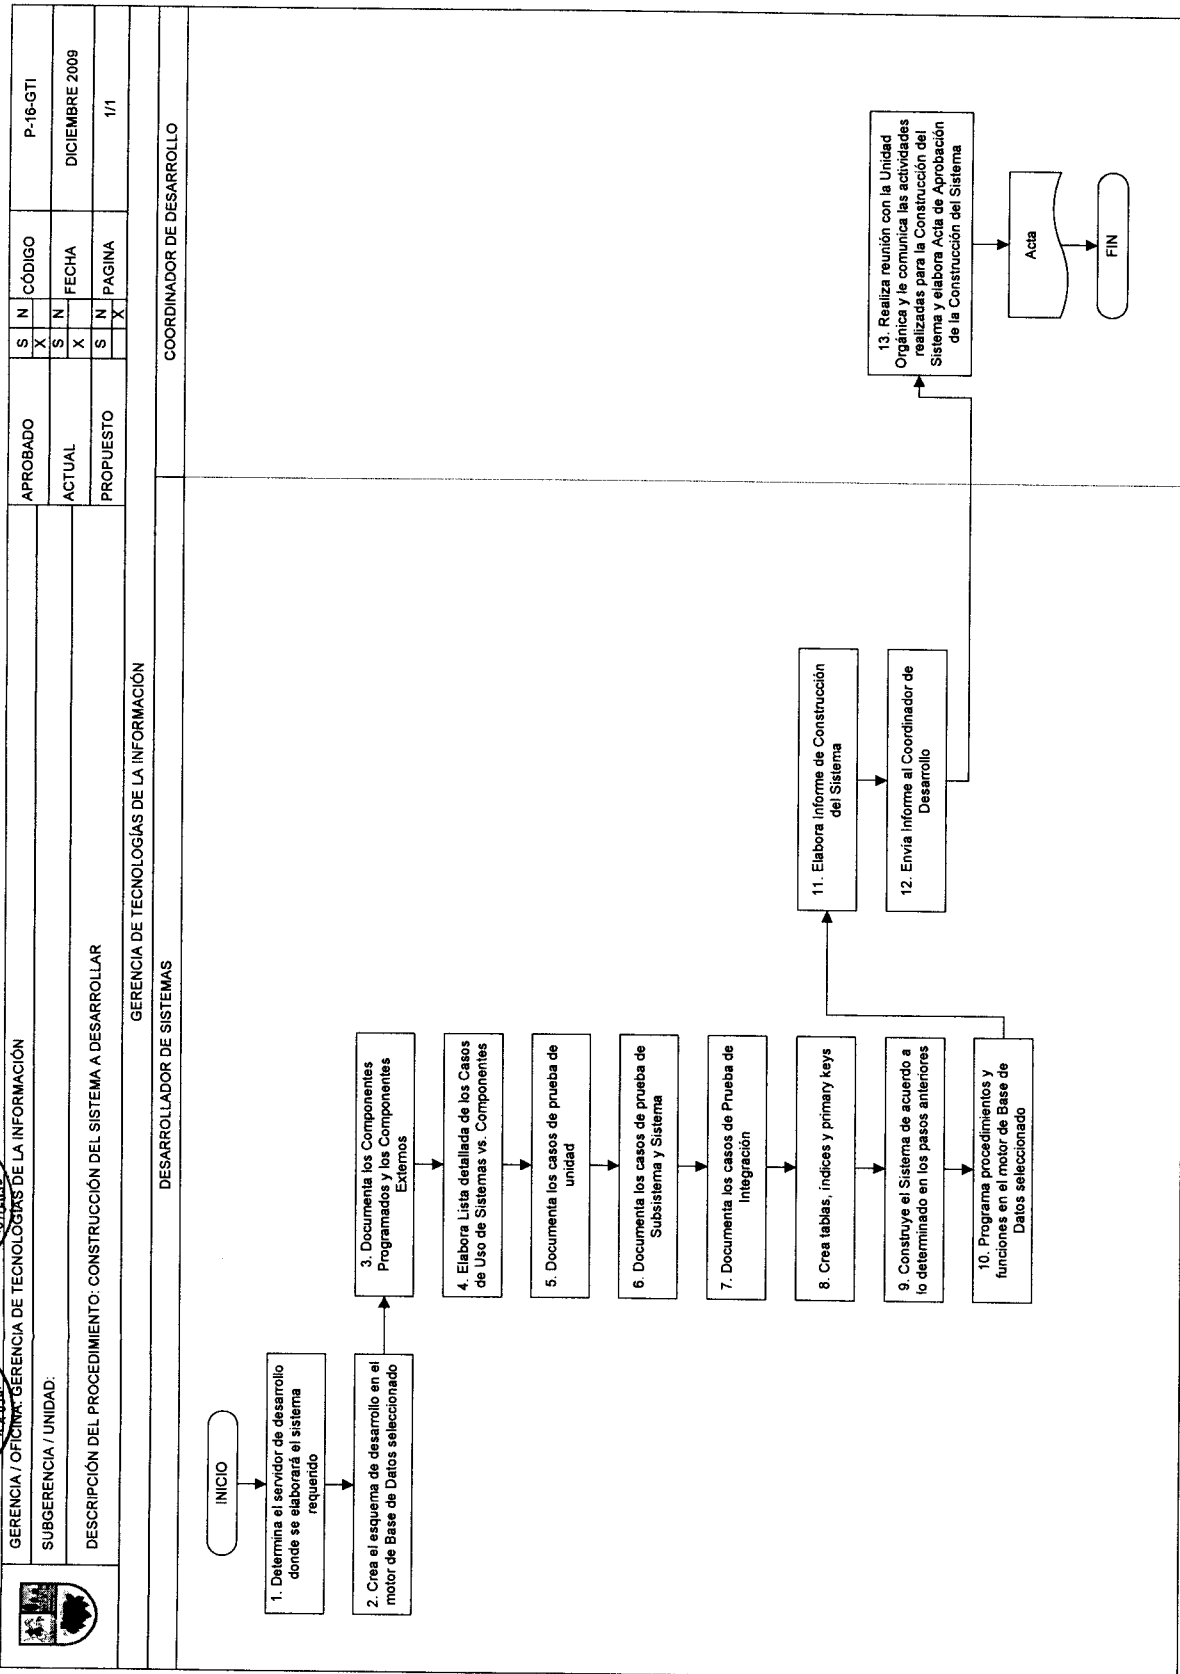 GERENCIA / OFICINA: GERENCIA DE TECNOLOGÍAS DE LA INFORMACIÓN
SUBGERENCIA / UNIDAD:
DESCRIPCIÓN DEL PROCEDIMIENTO: CONSTRUCCIÓN DEL SISTEMA A DESARROLLAR
APROBADO
S N
X
ACTUAL
S N
X
PROPUESTO
S N
X
CÓDIGO
P-16-GTI
FECHA
DICIEMBRE 2009
PAGINA
1/1
GERENCIA DE TECNOLOGÍAS DE LA INFORMACIÓN
DESARROLLADOR DE SISTEMAS
COORDINADOR DE DESARROLLO
INICIO
1. Determina el servidor de desarrollo
donde se elaborará el sistema
requerido
2. Crea el esquema de desarrollo en el
motor de Base de Datos seleccionado
3. Documenta los Componentes
Programados y los Componentes
Externos
4. Elabora Lista detallada de los Casos
de Uso de Sistemas vs. Componentes
5. Documenta los casos de prueba de
unidad
6. Documenta los casos de prueba de
Subsistema y Sistema
7. Documenta los casos de Prueba de
Integración
8. Crea tablas, índices y primary keys
9. Construye el Sistema de acuerdo a
lo determinado en los pasos anteriores
10. Programa procedimientos y
funciones en el motor de Base de
Datos seleccionado
11. Elabora Informe de Construcción
del Sistema
12. Envía Informe al Coordinador de
Desarrollo
13. Realiza reunión con la Unidad
Orgánica y le comunica las actividades
realizadas para la Construcción del
Sistema y elabora Acta de Aprobación
de la Construcción del Sistema
Acta
FIN